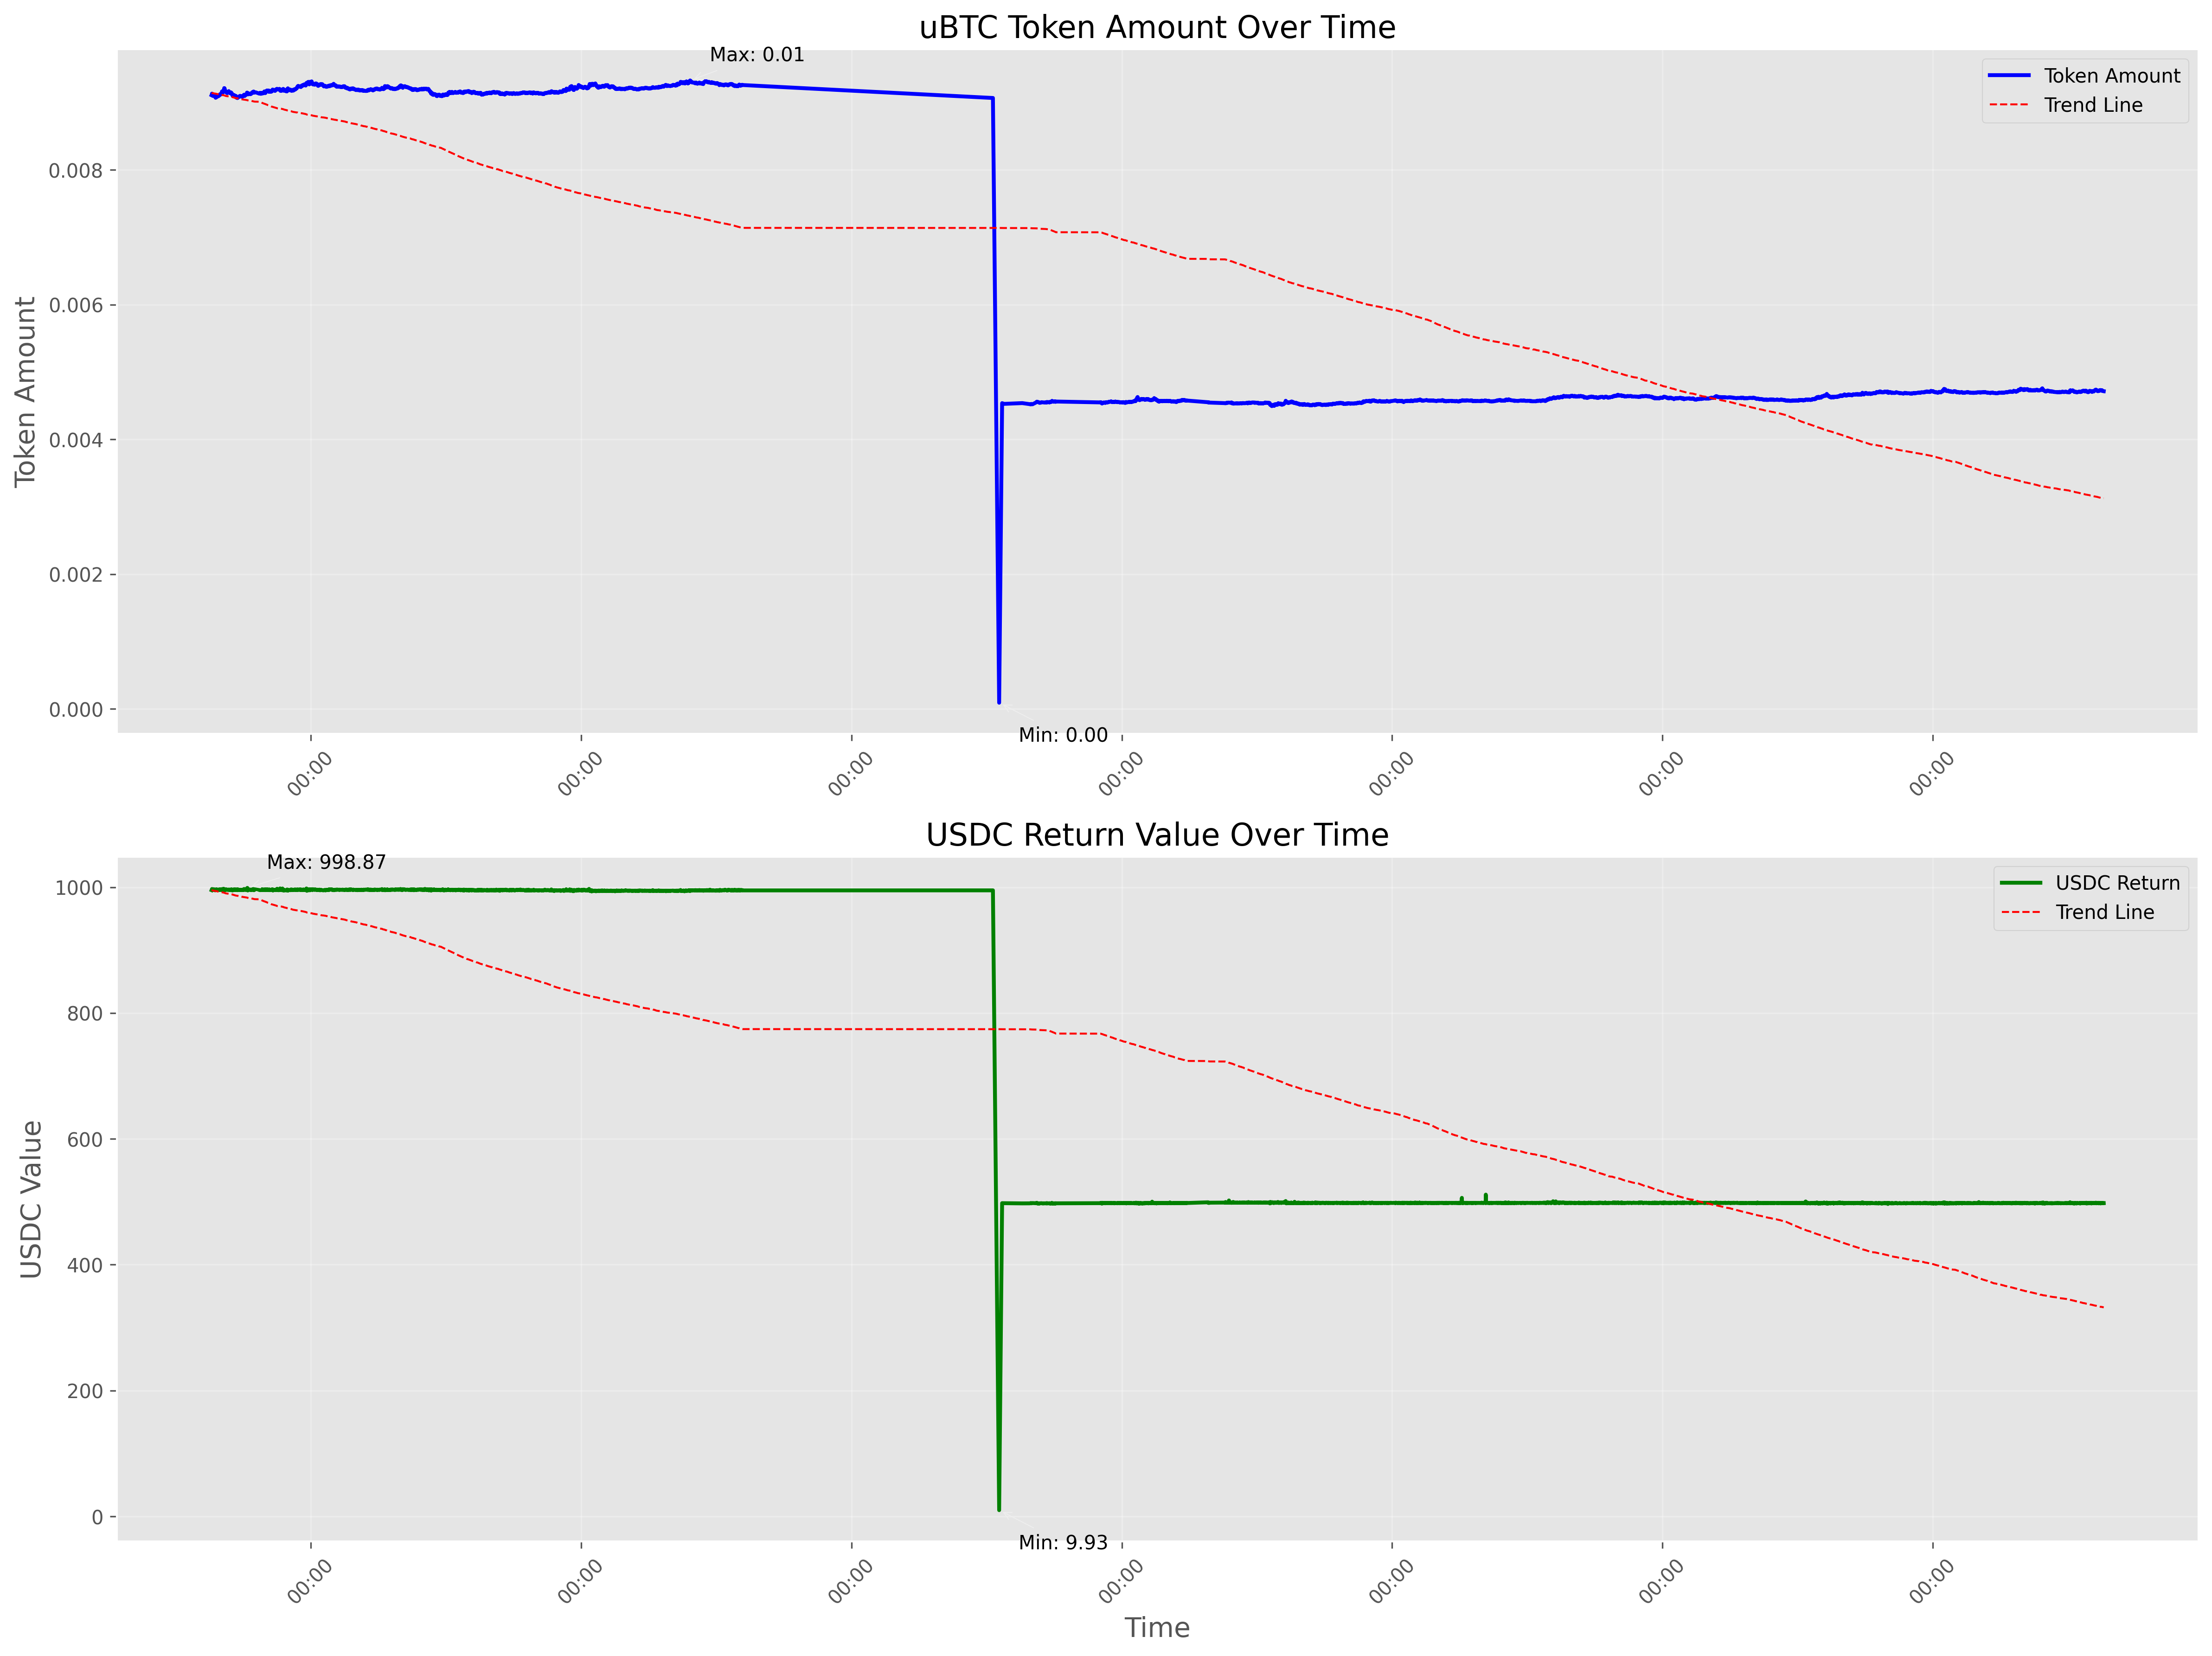 uBTC Token Amount Over Time
Max: 0.01
Token Amount
Trend Line
Token Amount
0.008
0.006
0.004
0.002
0.000
Min: 0.00
00:00
00:00
00:00
00:00
00:00
00:00
00:00
USDC Return Value Over Time
Max: 998.87
USDC Return
Trend Line
USDC Value
1000
800
600
400
200
0
Min: 9.93
00:00
00:00
00:00
00:00
00:00
00:00
00:00
Time